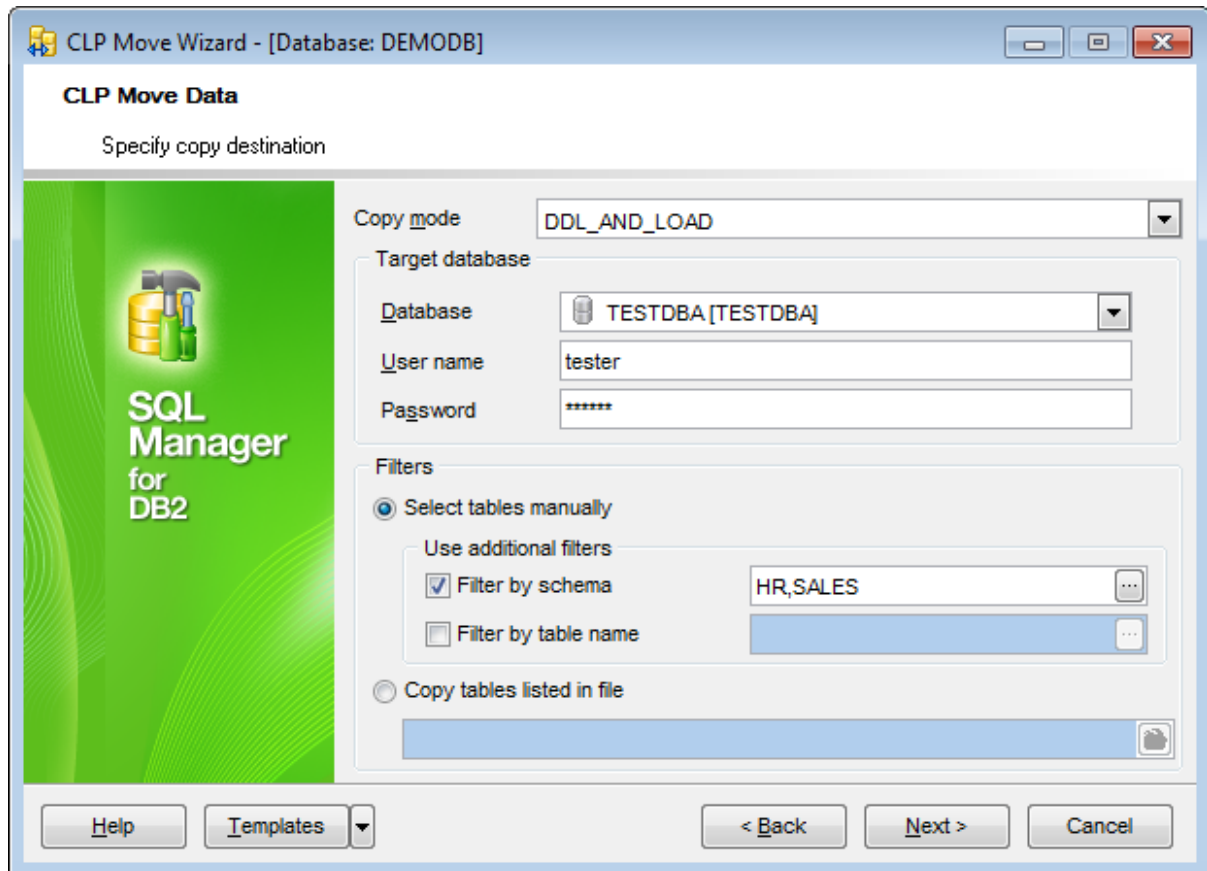 CLP Move Wizard - [Database: DEMODB]
CLP Move Data
Specify copy destination
SQL
Manager
for
DB2
Copy mode DDL_AND_LOAD
Target database
Database TESTDBA [TESTDBA]
User name tester
Password ******
Filters
Select tables manually
Use additional filters
Filter by schema HR,SALES ...
Filter by table name ...
Copy tables listed in file
Help Templates < Back Next > Cancel